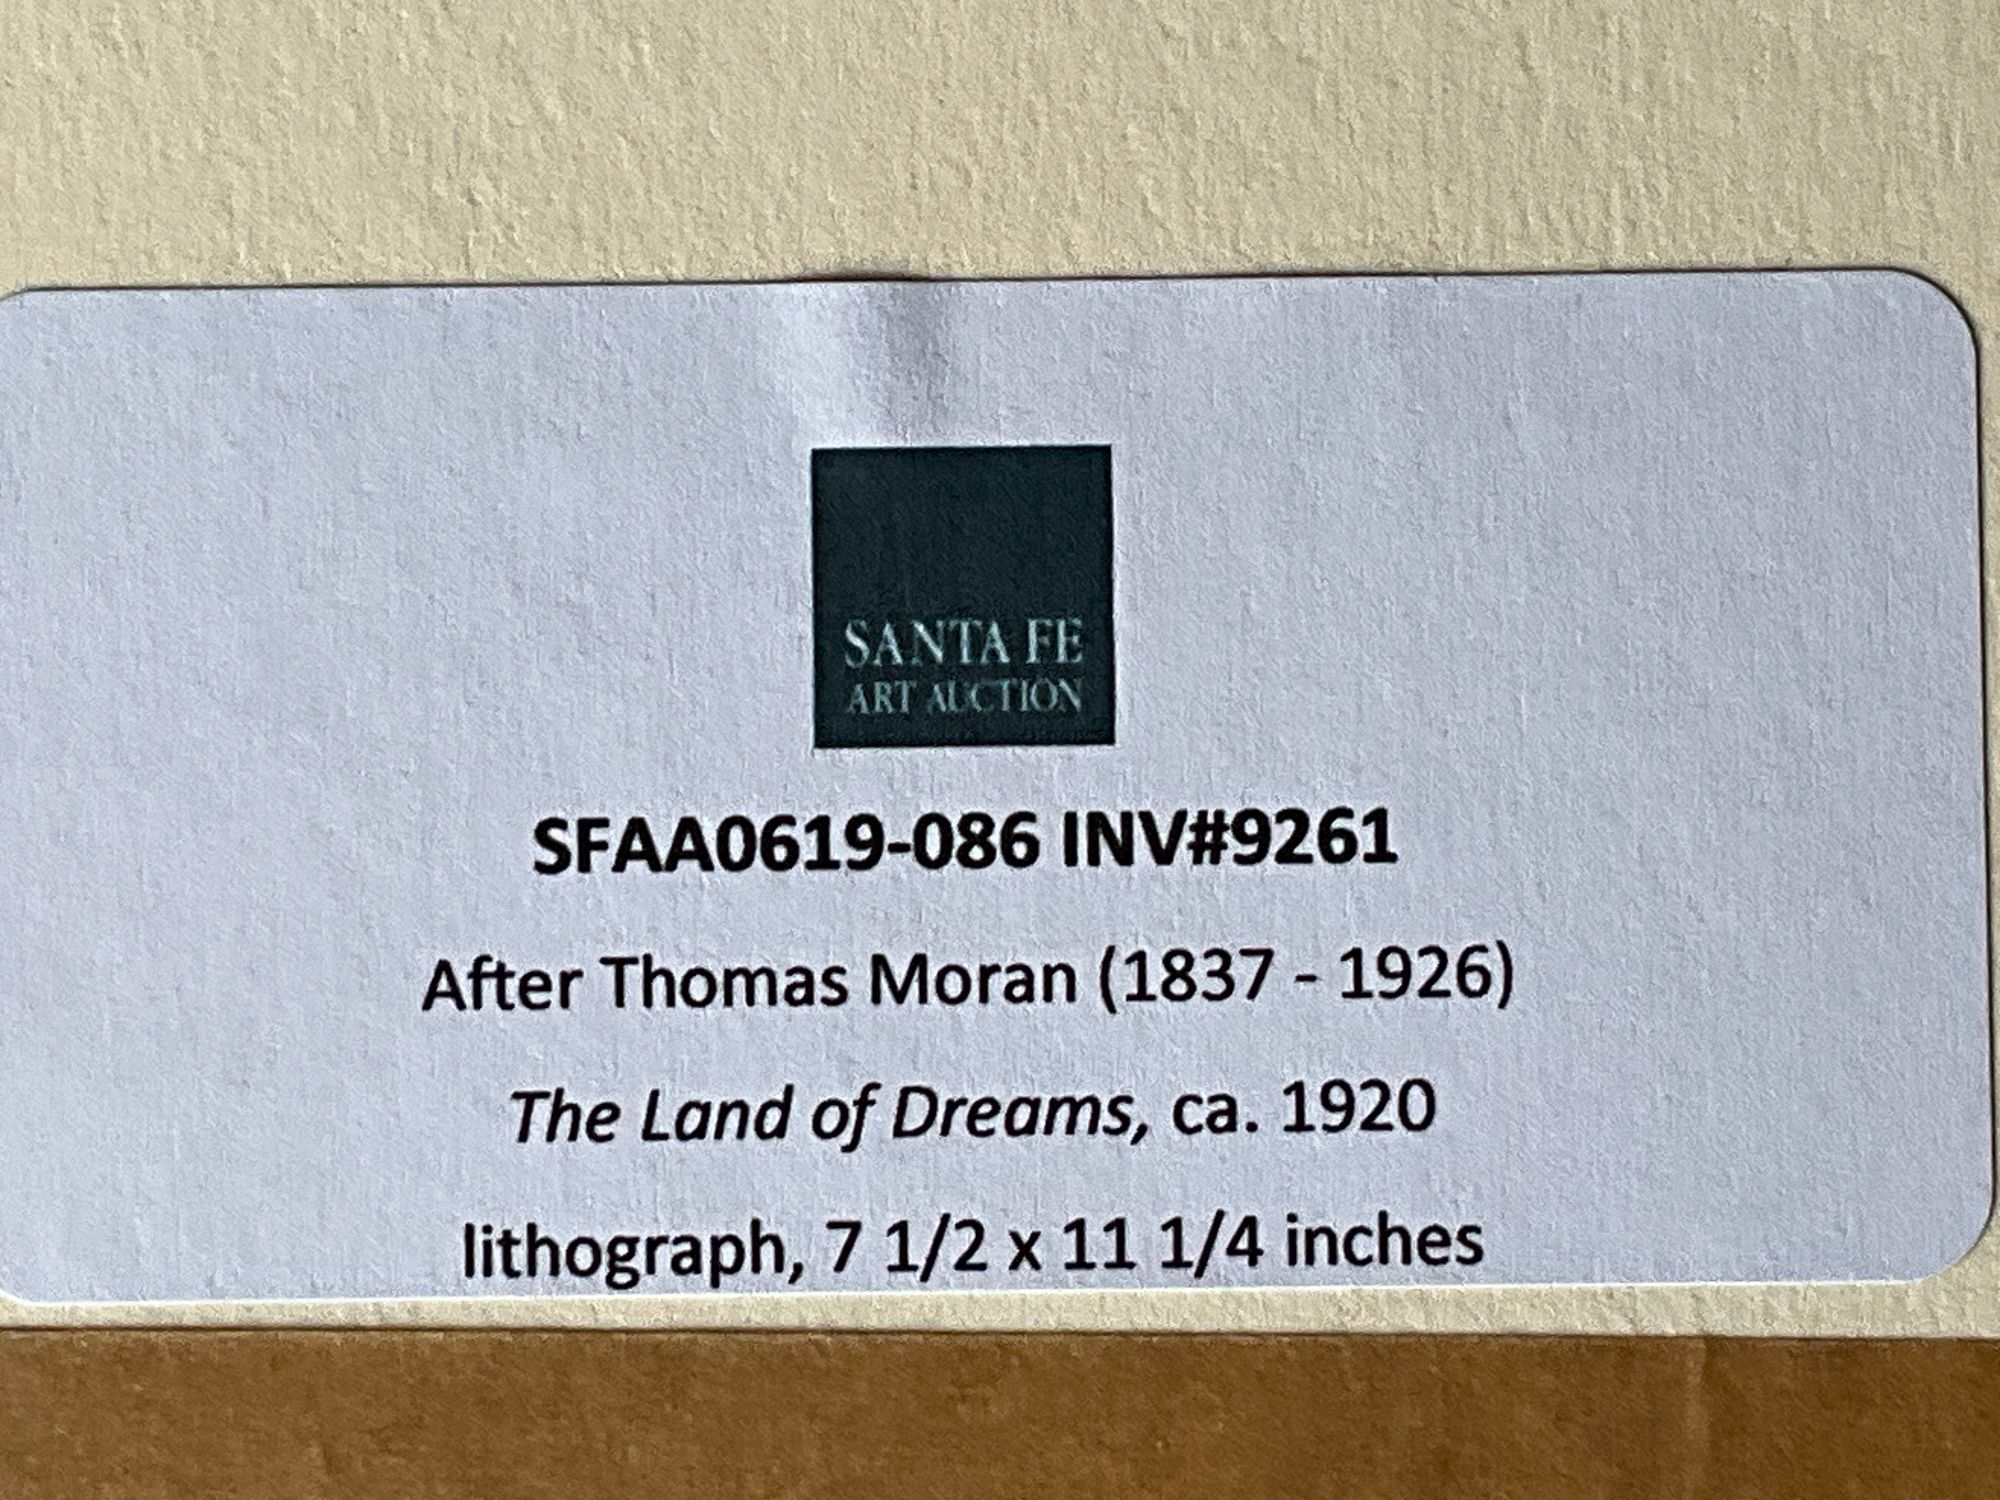 SANTA FE
ART AUCTION
SFAA0619-086 INV#9261
After Thomas Moran (1837 - 1926)
The Land of Dreams, ca. 1920
lithograph, 7 1/2 x 11 1/4 inches